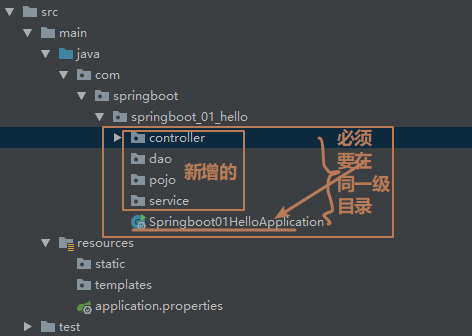 src
main
java
com
springboot
springboot_01_hello
controller
dao
pojo
service
新增的
必须
要在
同一级
目录
Springboot01HelloApplication
resources
static
templates
application.properties
test